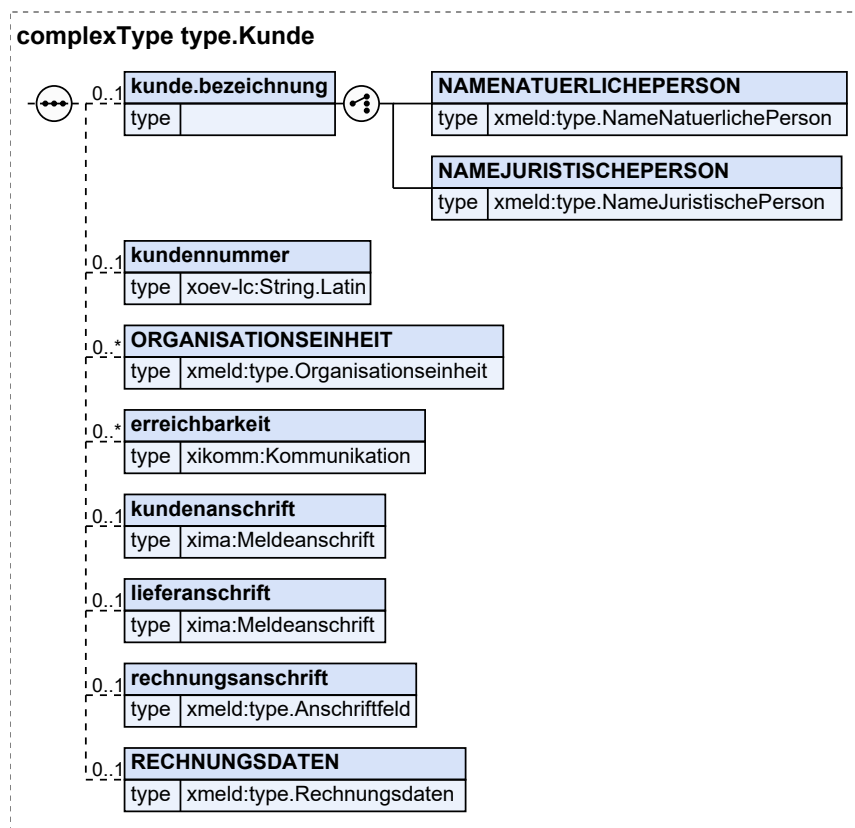 complexType type.Kunde
0..1 kunde.bezeichnung
type
NAMENATUERLICHEPERSON
type xmeld:type.NameNatuerlichePerson
NAMEJURISTISCHEPERSON
type xmeld:type.NameJuristischePerson
0..1 kundennummer
type xoev-lc:String.Latin
0..* ORGANISATIONSEINHEIT
type xmeld:type.Organisationseinheit
0..* erreichbarkeit
type xikomm:Kommunikation
0..1 kundenanschrift
type xima:Meldeanschrift
0..1 lieferanschrift
type xima:Meldeanschrift
0..1 rechnungsanschrift
type xmeld:type.Anschriftfeld
0..1 RECHNUNGSDATEN
type xmeld:type.Rechnungsdaten